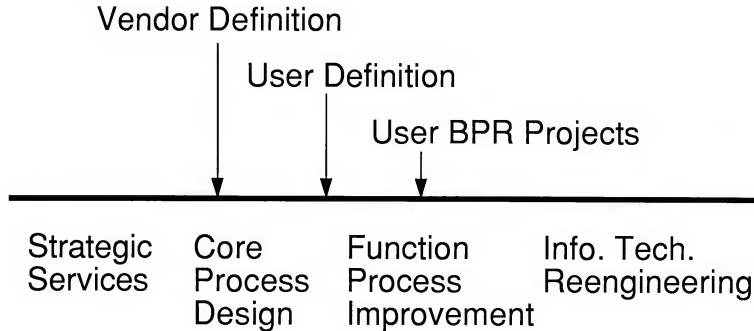 Vendor Definition
User Definition
User BPR Projects
Strategic
Services
Core
Process
Design
Function
Process
Improvement
Info. Tech.
Reengineering